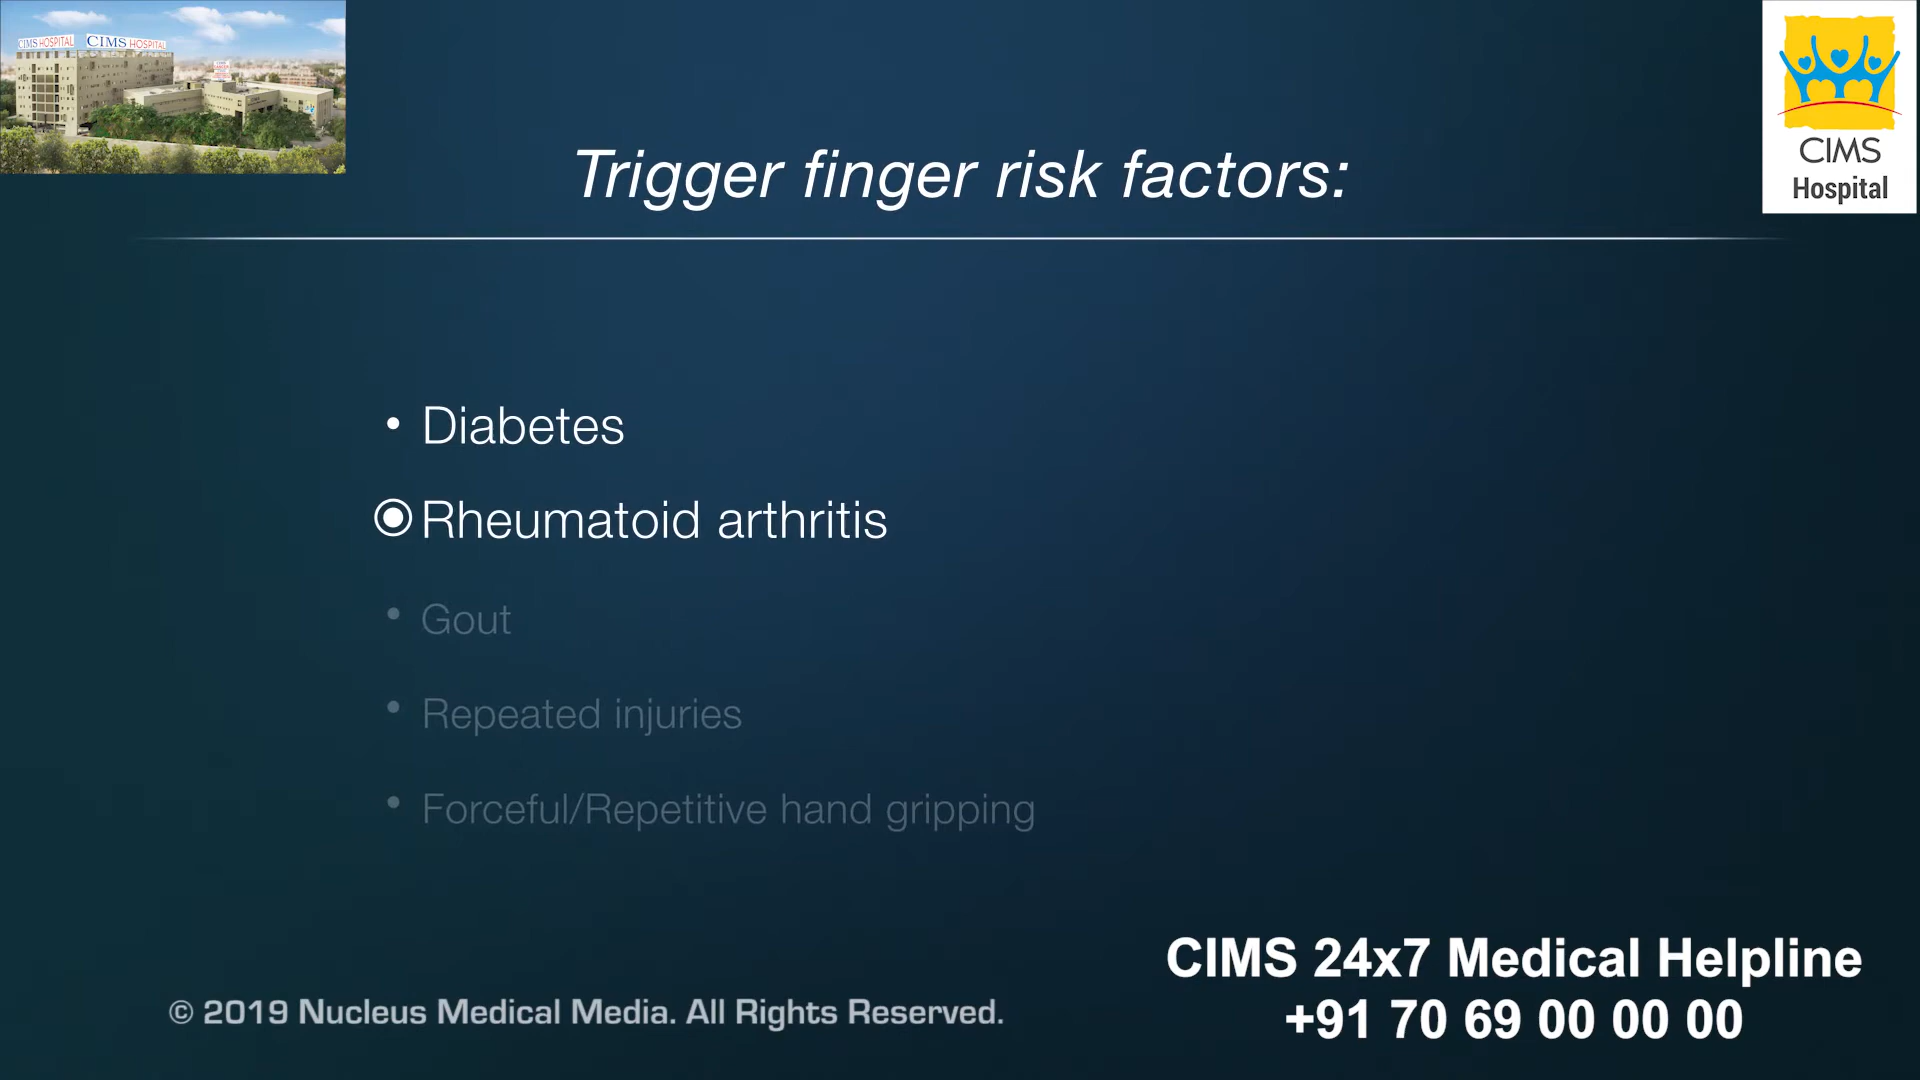 CIMS HOSPITAL CIMS HOSPITAL
CIMS
Hospital
Trigger finger risk factors:
• Diabetes
Rheumatoid arthritis
• Gout
• Repeated injuries
• Forceful/Repetitive hand gripping
CIMS 24x7 Medical Helpline
+91 70 69 00 00 00
© 2019 Nucleus Medical Media. All Rights Reserved.